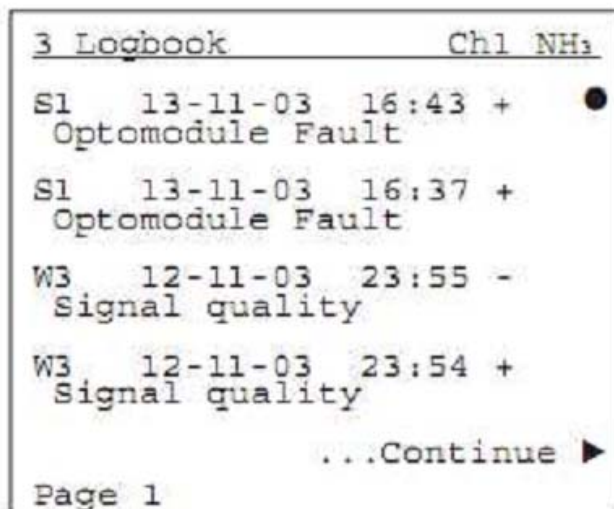 3 Logbook Ch1 NH₃
S1 13-11-03 16:43 + ●
Optomodule Fault
S1 13-11-03 16:37 +
Optomodule Fault
W3 12-11-03 23:55 -
Signal quality
W3 12-11-03 23:54 +
Signal quality
...Continue ►
Page 1